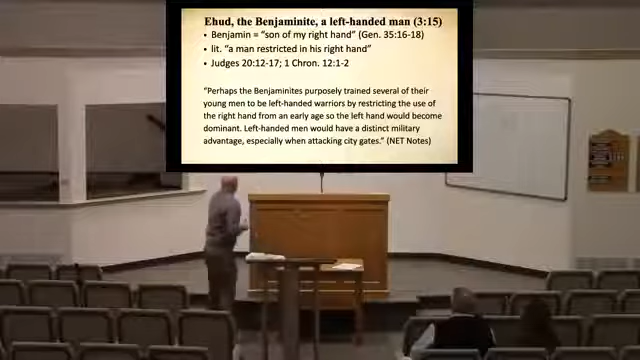 Ehud, the Benjaminite, a left-handed man (3:15)
• Benjamin = "son of my right hand" (Gen. 35:16-18)
• lit. "a man restricted in his right hand"
• Judges 20:12-17; 1 Chron. 12:1-2
"Perhaps the Benjaminites purposely trained several of their
young men to be left-handed warriors by restricting the use of
the right hand from an early age so the left hand would become
dominant. Left-handed men would have a distinct military
advantage, especially when attacking city gates." (NET Notes)